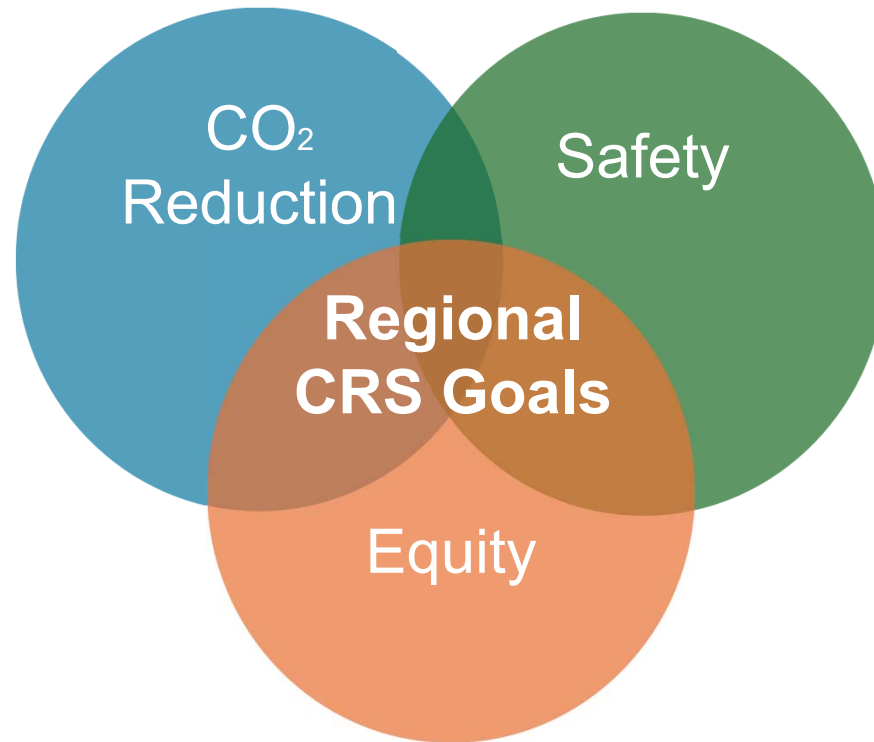 CO₂
Reduction
Safety
Regional
CRS Goals
Equity